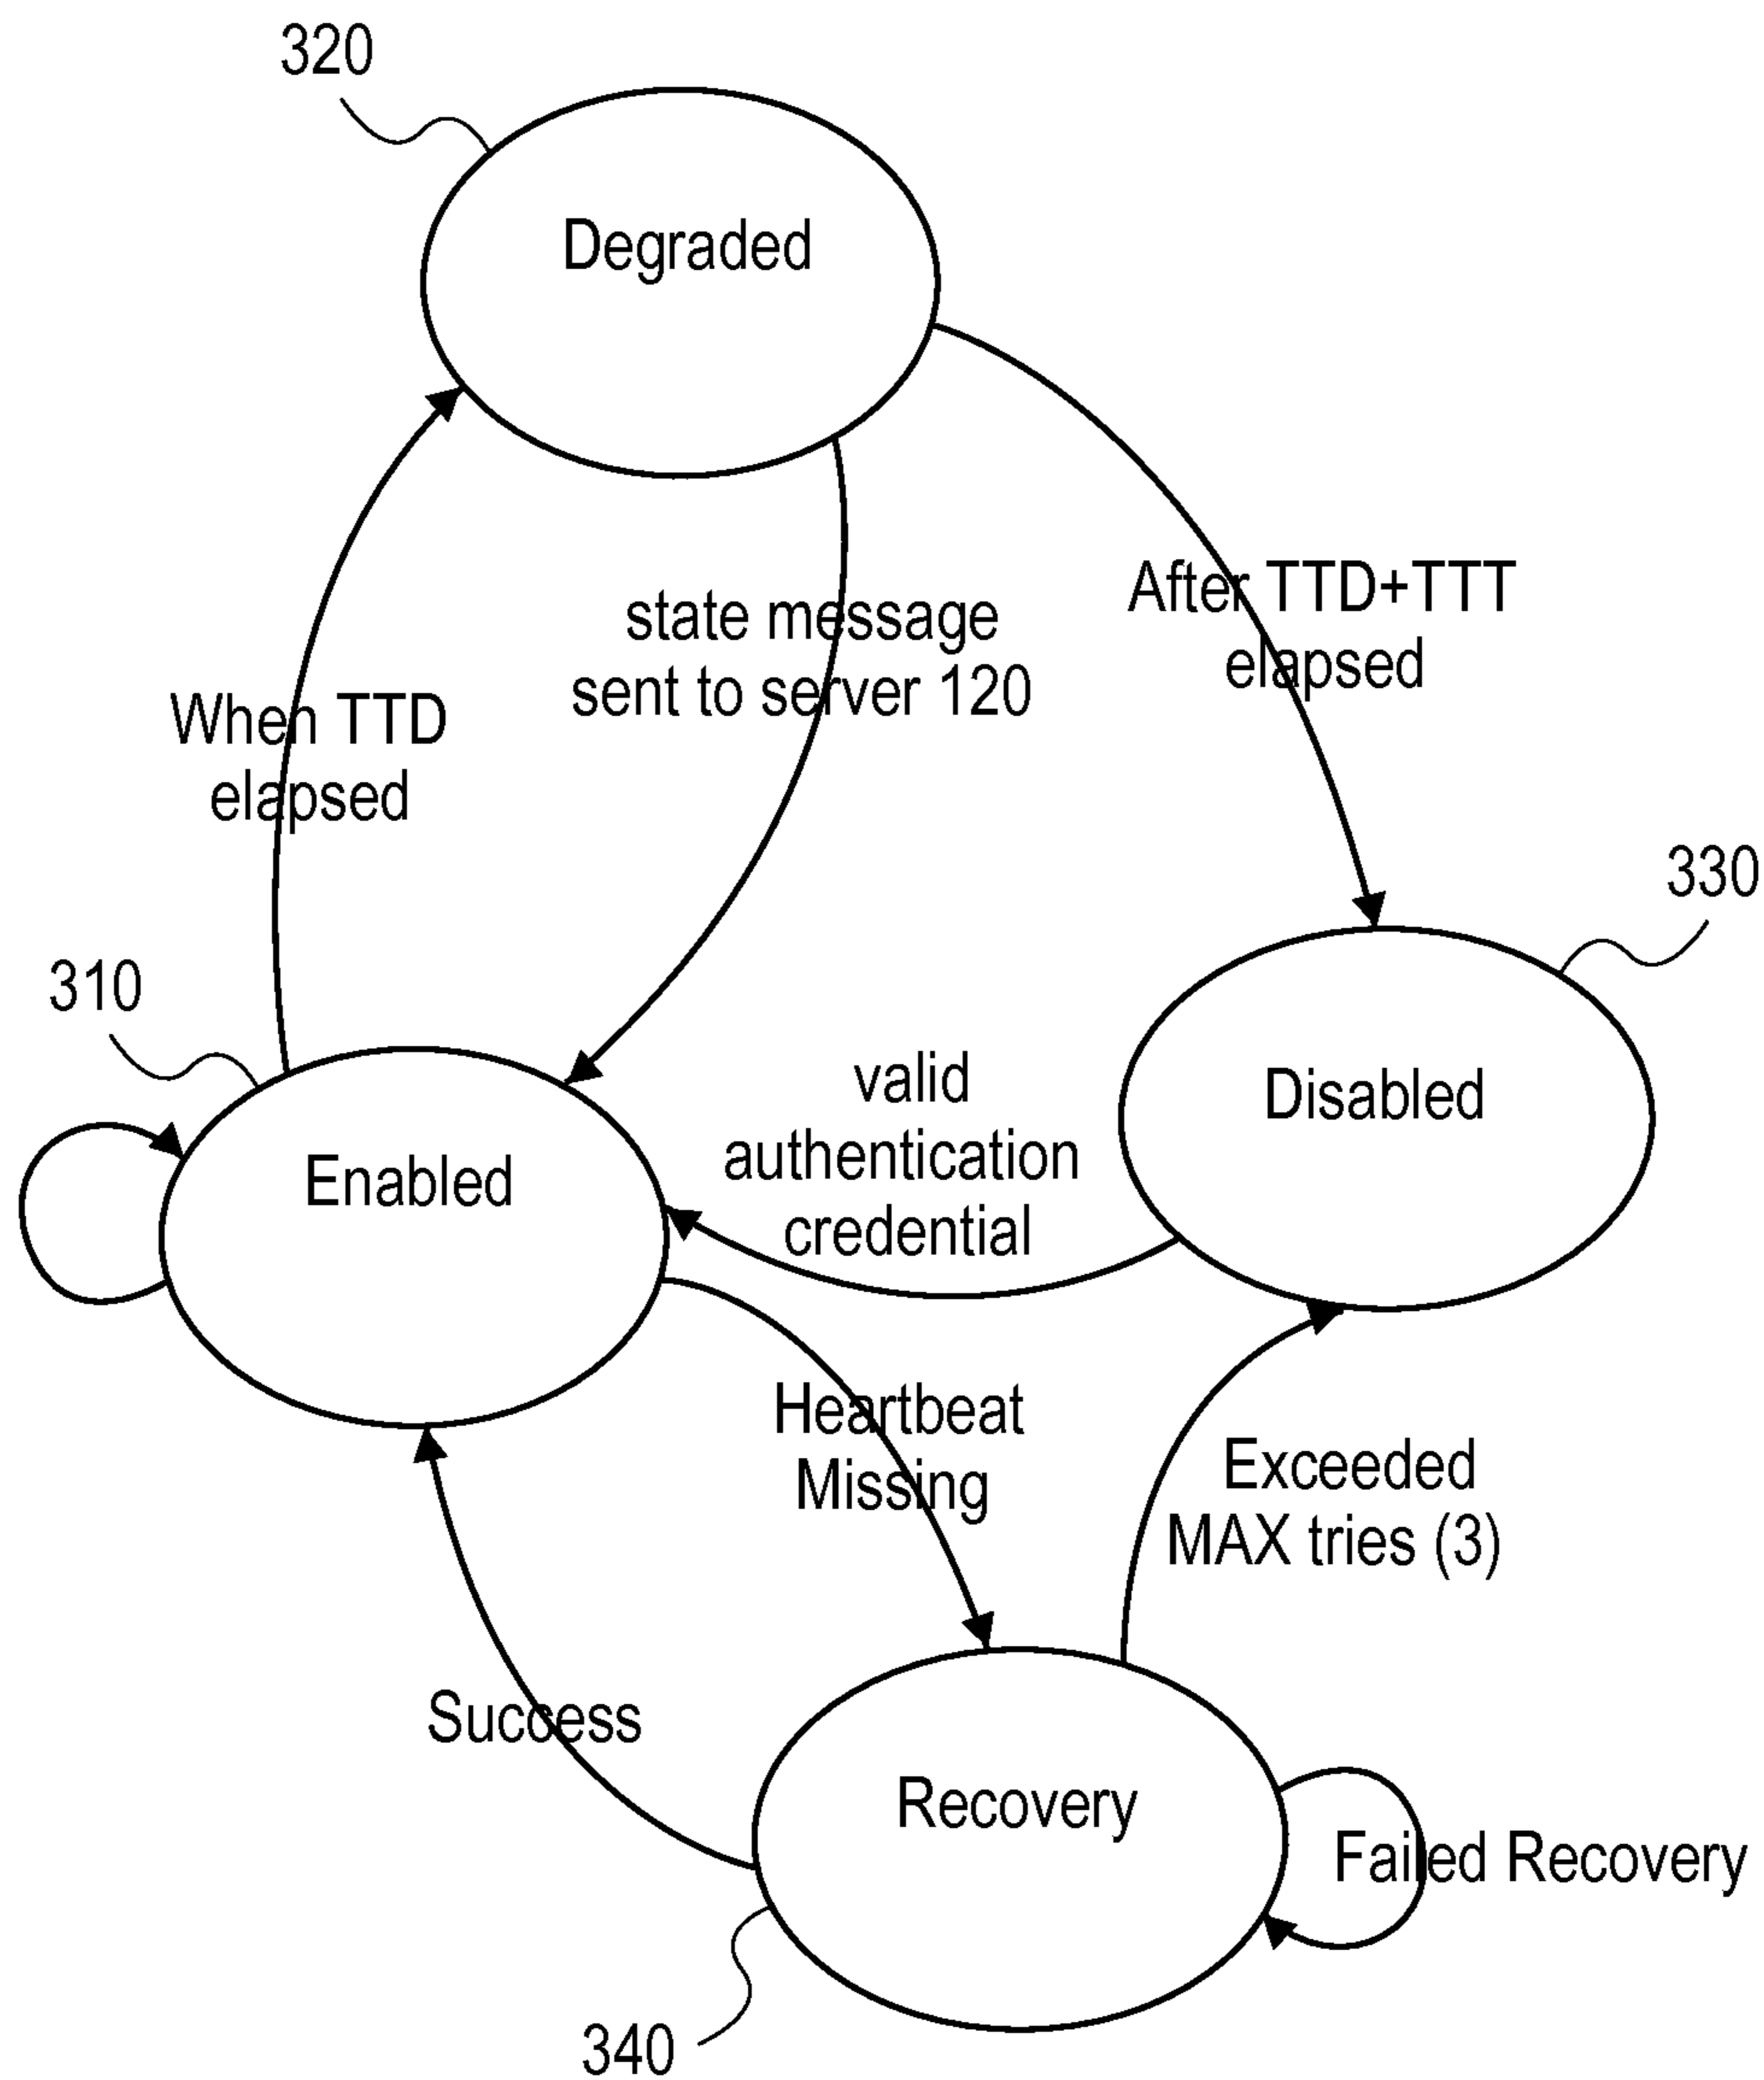 320
Degraded
After TTD+TTT
elapsed
state message
sent to server 120
When TTD
elapsed
330
310
valid
authentication
credential
Disabled
Enabled
Heartbeat
Missing
Exceeded
MAX tries (3)
Success
Recovery
Failed Recovery
340